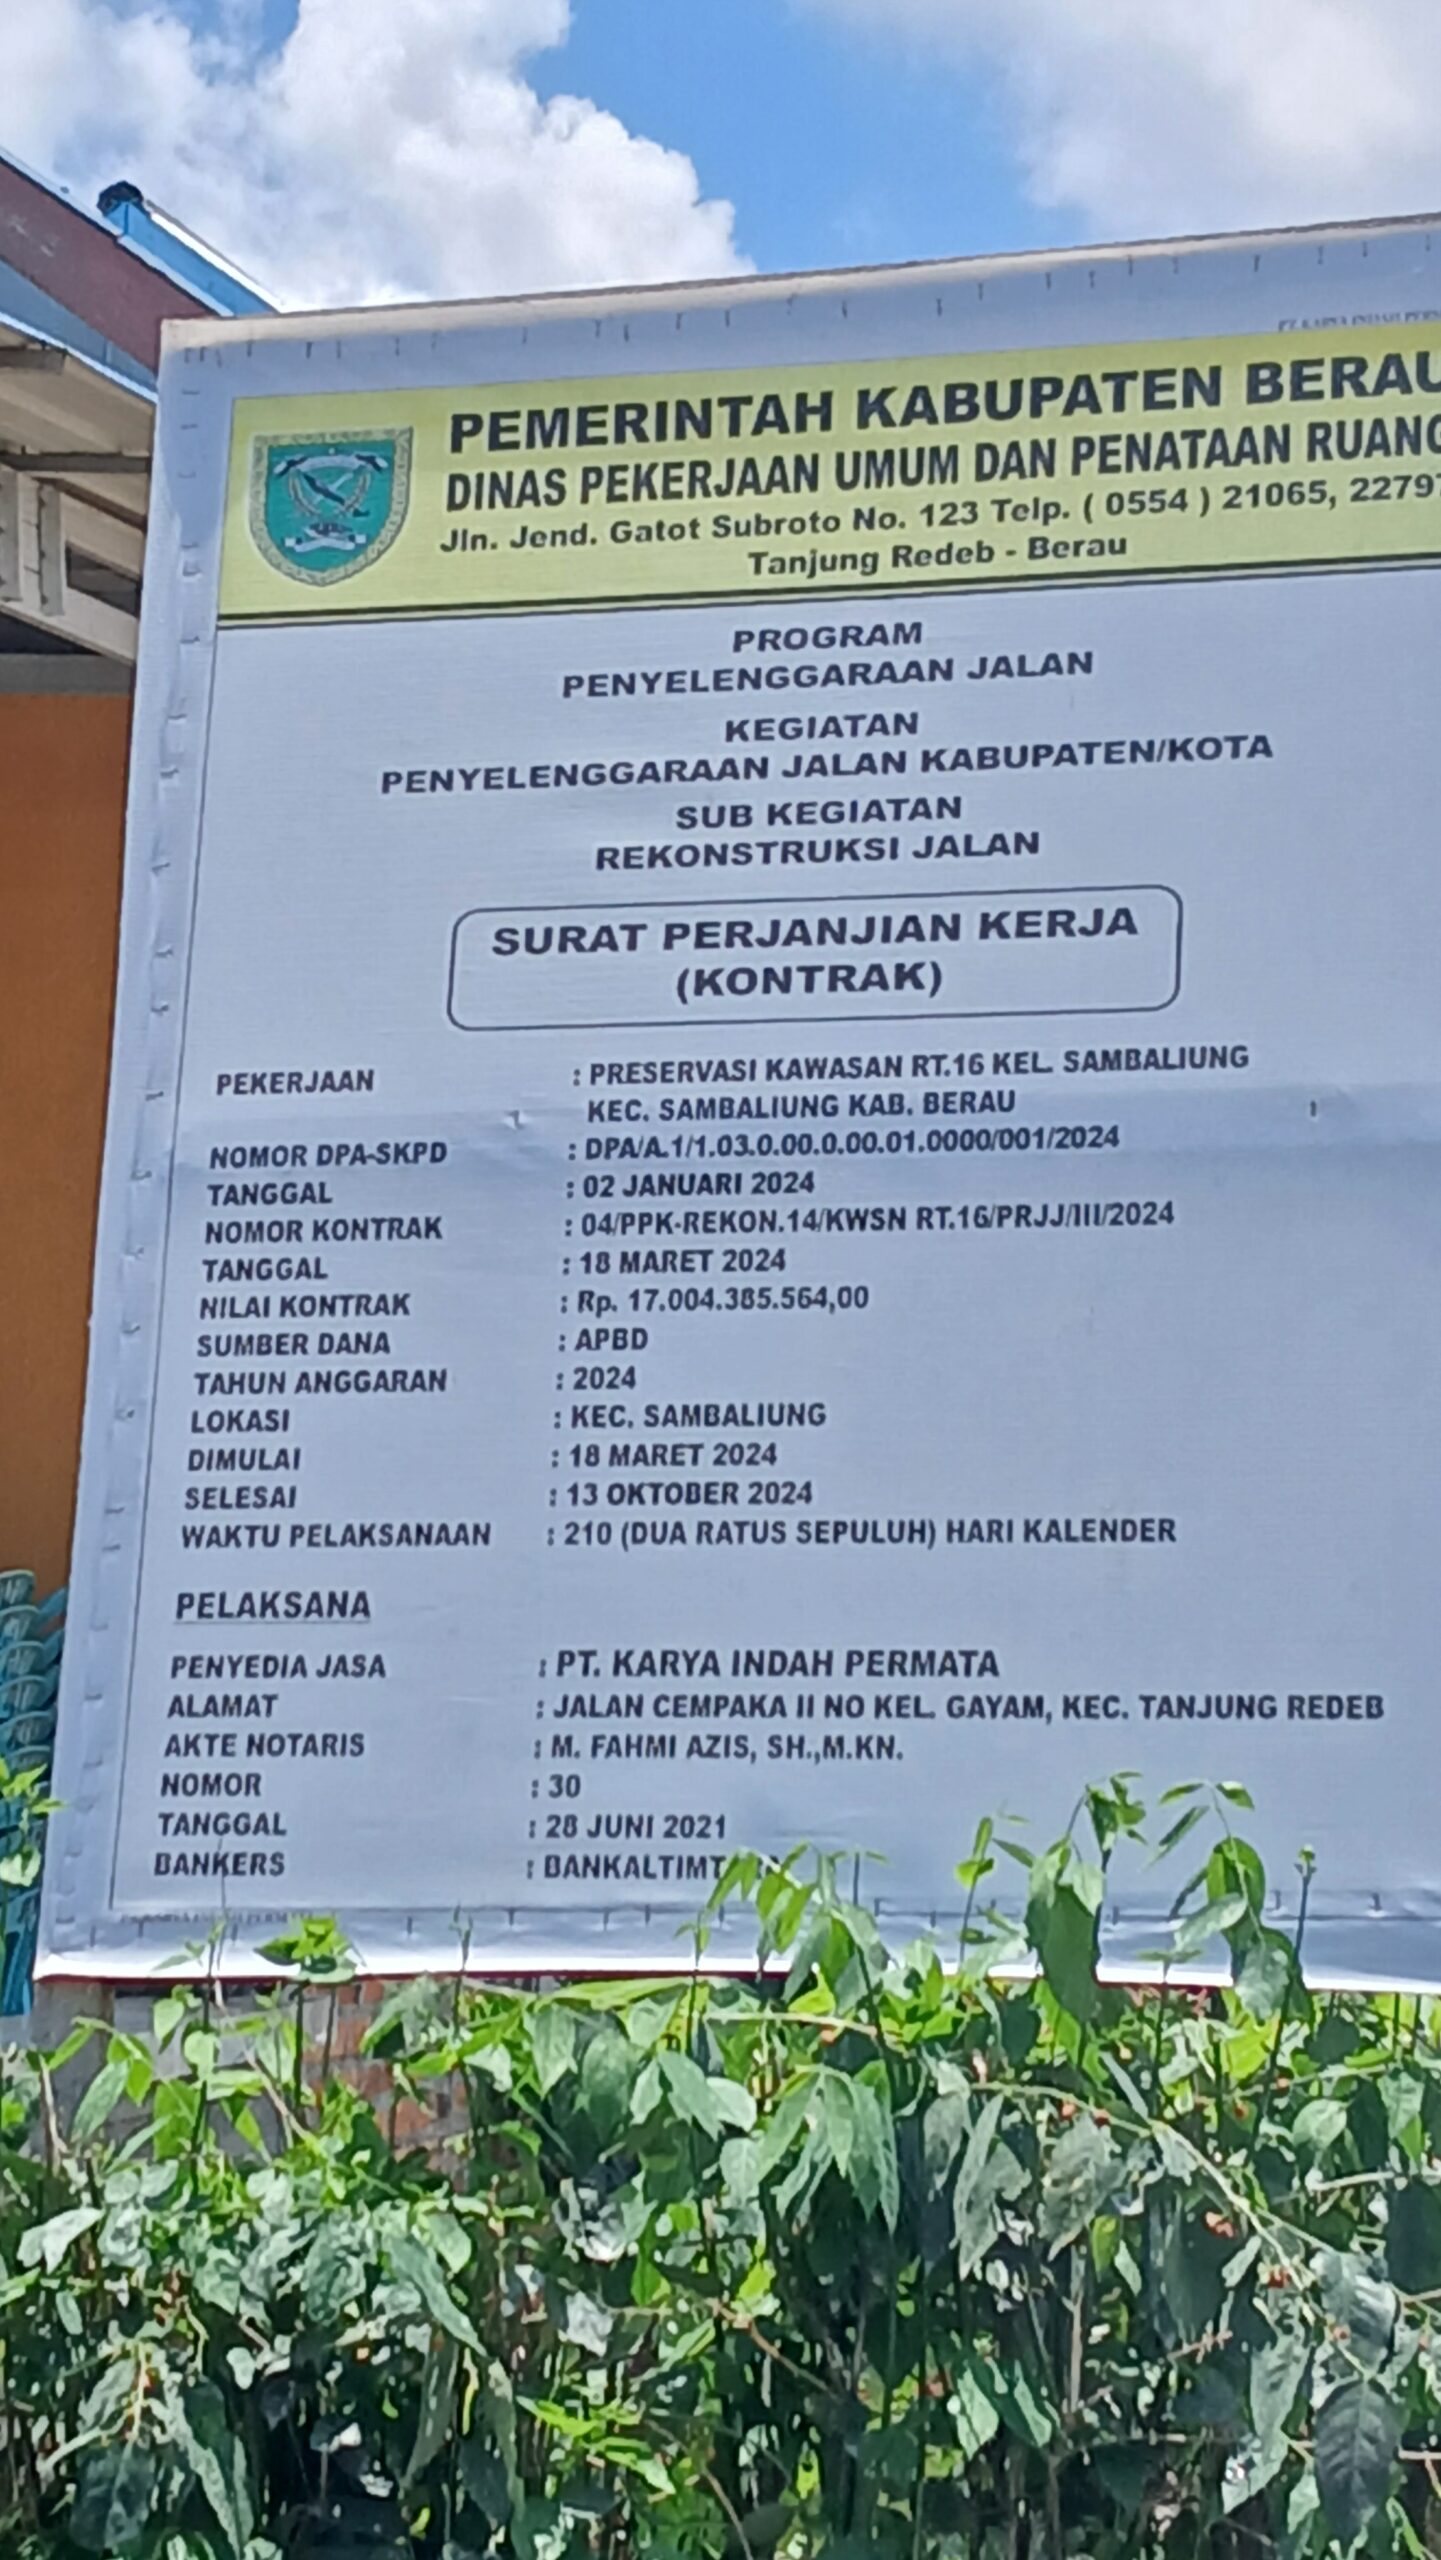 PEMERINTAH KABUPATEN BERAU
DINAS PEKERJAAN UMUM DAN PENATAAN RUANG
Jln. Jend. Gatot Subroto No. 123 Telp. ( 0554 ) 21065, 22797
Tanjung Redeb - Berau
PROGRAM
PENYELENGGARAAN JALAN
KEGIATAN
PENYELENGGARAAN JALAN KABUPATEN/KOTA
SUB KEGIATAN
REKONSTRUKSI JALAN
SURAT PERJANJIAN KERJA
(KONTRAK)
PEKERJAAN : PRESERVASI KAWASAN RT.16 KEL. SAMBALIUNG
KEC. SAMBALIUNG KAB. BERAU
NOMOR DPA-SKPD : DPA/A.1/1.03.0.00.0.00.01.0000/001/2024
TANGGAL : 02 JANUARI 2024
NOMOR KONTRAK : 04/PPK-REKON.14/KWSN RT.16/PRJJ/III/2024
TANGGAL : 18 MARET 2024
NILAI KONTRAK : Rp. 17.004.385.564,00
SUMBER DANA : APBD
TAHUN ANGGARAN : 2024
LOKASI : KEC. SAMBALIUNG
DIMULAI : 18 MARET 2024
SELESAI : 13 OKTOBER 2024
WAKTU PELAKSANAAN : 210 (DUA RATUS SEPULUH) HARI KALENDER
PELAKSANA
PENYEDIA JASA : PT. KARYA INDAH PERMATA
ALAMAT : JALAN CEMPAKA II NO KEL. GAYAM, KEC. TANJUNG REDEB
AKTE NOTARIS : M. FAHMI AZIS, SH.,M.KN.
NOMOR : 30
TANGGAL : 28 JUNI 2021
BANKERS :